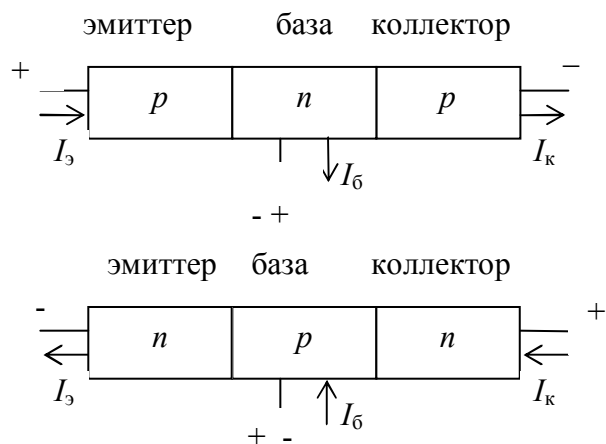 эмиттер база коллектор
+ –
p n p
Iэ Iб Iк
- +
эмиттер база коллектор
- +
n p n
Iэ Iб Iк
+ -